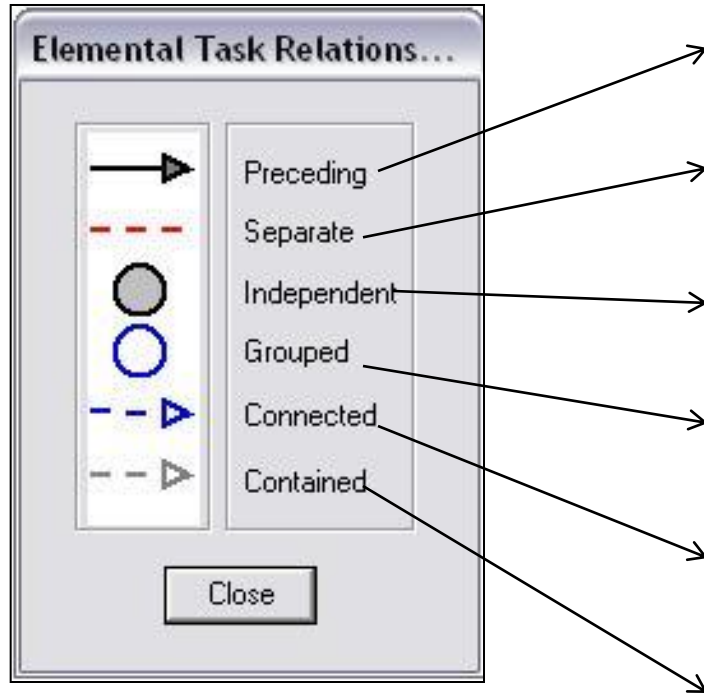 Elemental Task Relations...
Preceding
Separate
Independent
Grouped
Connected
Contained
Close